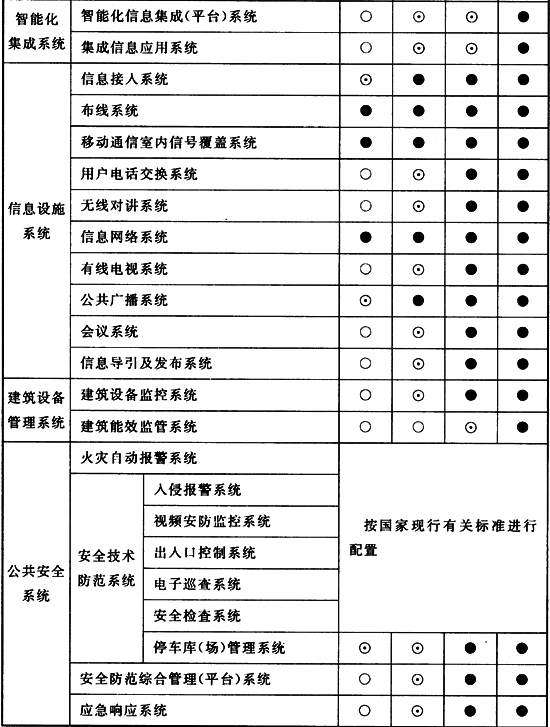 智能化
集成系统
智能化信息集成(平台)系统 ○ ⊙ ⊙ ●
集成信息应用系统 ○ ⊙ ⊙ ●
信息设施
系统
信息接人系统 ⊙ ● ● ●
布线系统 ● ● ● ●
移动通信室内信号覆盖系统 ● ● ● ●
用户电话交换系统 ○ ⊙ ● ●
无线对讲系统 ○ ⊙ ● ●
信息网络系统 ● ● ● ●
有线电视系统 ○ ⊙ ● ●
公共广播系统 ⊙ ● ● ●
会议系统 ○ ⊙ ● ●
信息导引及发布系统 ○ ⊙ ● ●
建筑设备
管理系统
建筑设备监控系统 ○ ⊙ ● ●
建筑能效监管系统 ○ ○ ⊙ ●
公共安全
系统
火灾自动报警系统
安全技术
防范系统
入侵报警系统
视频安防监控系统
出人口控制系统
电子巡查系统
安全检查系统
按国家现行有关标准进行
配置
停车库(场)管理系统 ⊙ ⊙ ● ●
安全防范综合管理(平台)系统 ○ ⊙ ● ●
应急响应系统 ○ ⊙ ● ●